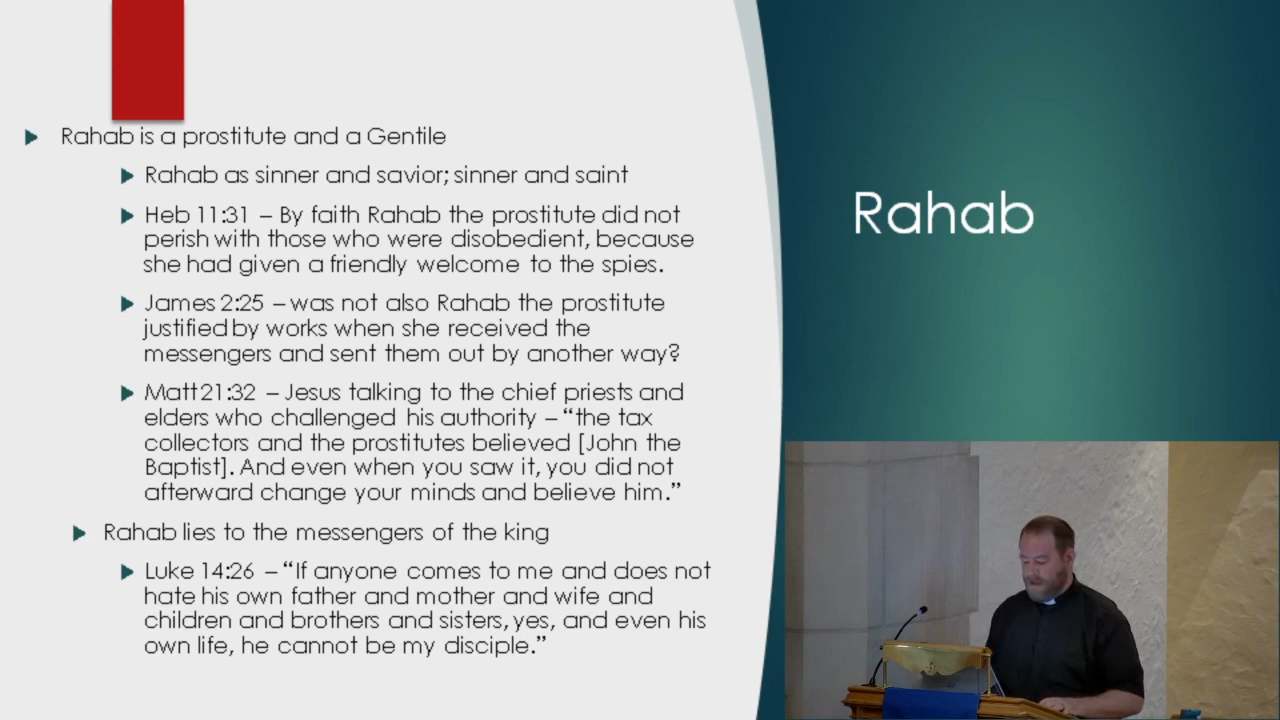 Rahab is a prostitute and a Gentile
Rahab as sinner and savior; sinner and saint
Heb 11:31 – By faith Rahab the prostitute did not
perish with those who were disobedient, because
she had given a friendly welcome to the spies.
James 2:25 – was not also Rahab the prostitute
justified by works when she received the
messengers and sent them out by another way?
Matt 21:32 – Jesus talking to the chief priests and
elders who challenged his authority – “the tax
collectors and the prostitutes believed [John the
Baptist]. And even when you saw it, you did not
afterward change your minds and believe him.”
Rahab lies to the messengers of the king
Luke 14:26 – “If anyone comes to me and does not
hate his own father and mother and wife and
children and brothers and sisters, yes, and even his
own life, he cannot be my disciple.”
Rahab